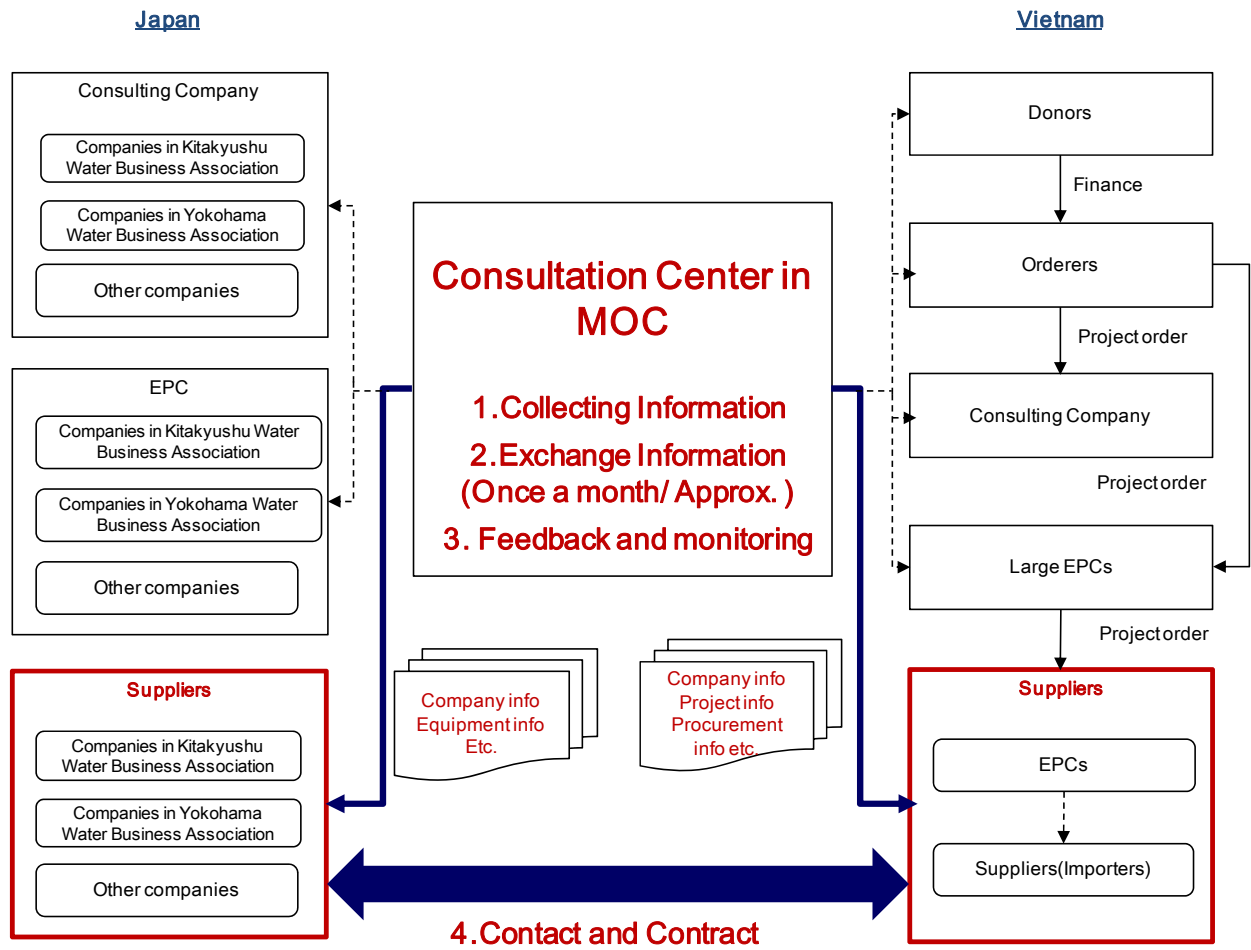 Japan
Vietnam
Consulting Company
Companies in Kitakyushu
Water Business Association
Companies in Yokohama
Water Business Association
Other companies
EPC
Companies in Kitakyushu Water
Business Association
Companies in Yokohama Water
Business Association
Other companies
Suppliers
Companies in Kitakyushu
Water Business Association
Companies in Yokohama
Water Business Association
Other companies
Consultation Center in
MOC
1.Collecting Information
2.Exchange Information
(Once a month/ Approx. )
3. Feedback and monitoring
Company info
Equipment info
Etc.
Company info
Project info
Procurement
info etc.
4.Contact and Contract
Donors
Finance
Orderers
Project order
Consulting Company
Project order
Large EPCs
Project order
Suppliers
EPCs
Suppliers(Importers)